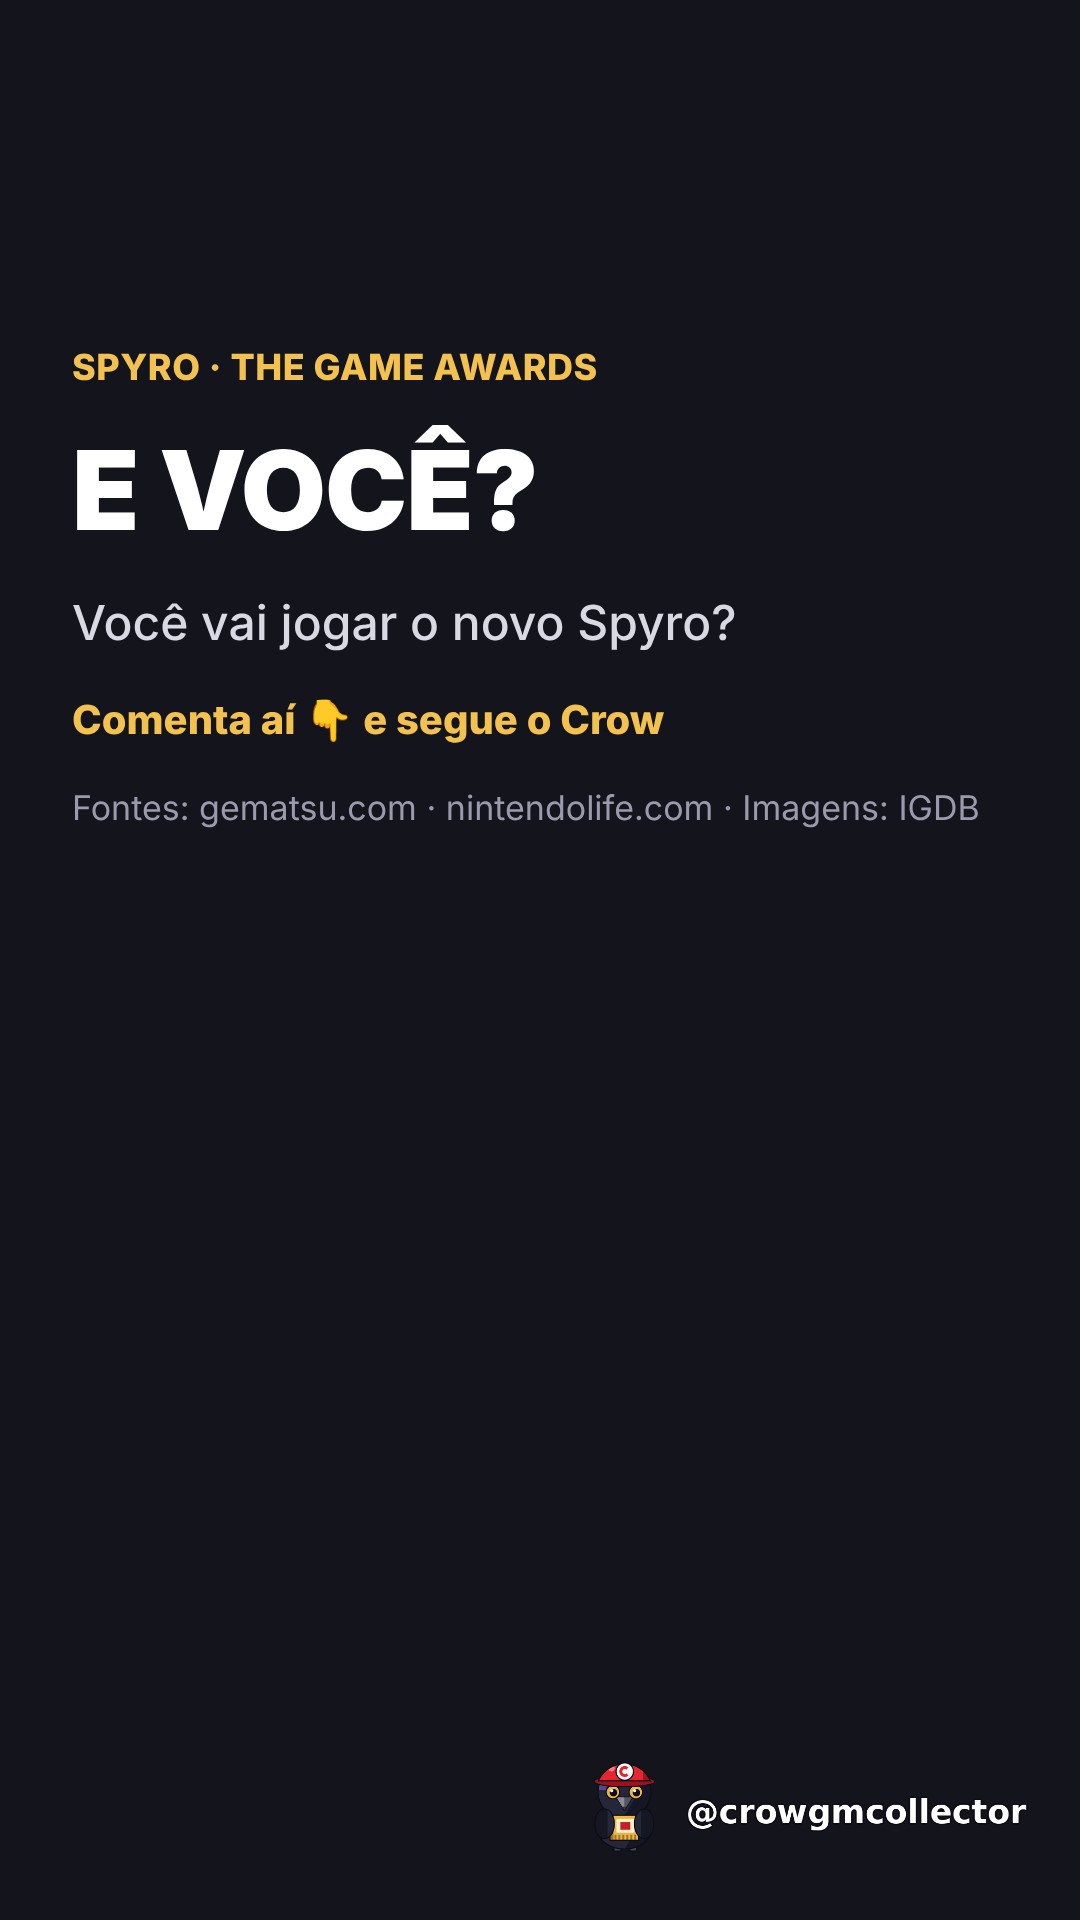 SPYRO · THE GAME AWARDS
E VOCÊ?
Você vai jogar o novo Spyro?
Comenta aí 👇 e segue o Crow
Fontes: gematsu.com · nintendolife.com · Imagens: IGDB
C
@crowgmcollector